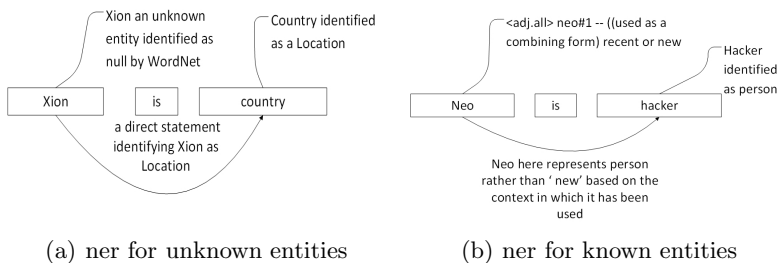 Xion an unknown
entity identified as
null by WordNet
Country identified
as a Location
Xion
is
country
a direct statement
identifying Xion as
Location
(a) ner for unknown entities
<adj.all> neo#1 -- ((used as a
combining form) recent or new
Hacker
identified
as person
Neo
is
hacker
Neo here represents person
rather than ‘ new’ based on the
context in which it has been
used
(b) ner for known entities